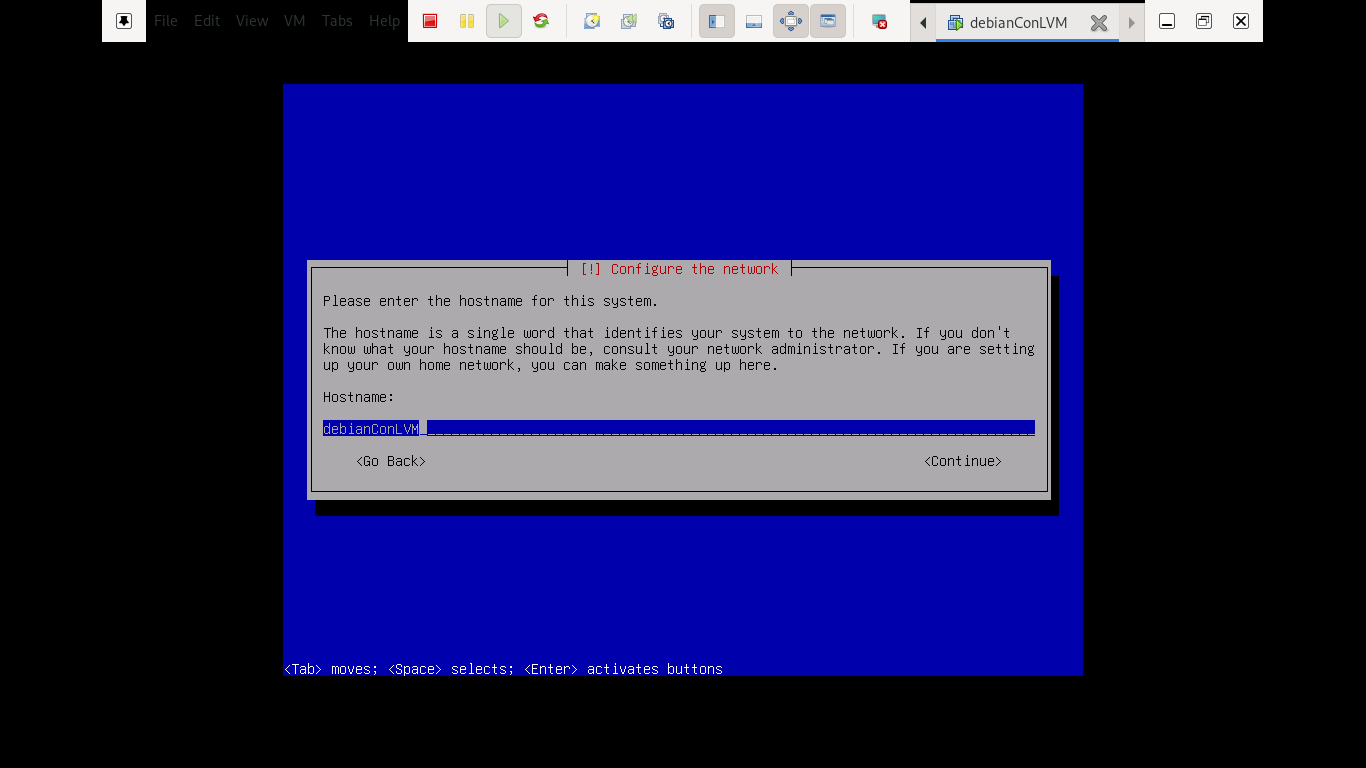 File Edit View VM Tabs Help debianConLVM
[!] Configure the network
Please enter the hostname for this system.
The hostname is a single word that identifies your system to the network. If you don't
know what your hostname should be, consult your network administrator. If you are setting
up your own home network, you can make something up here.
Hostname:
debianConLVM
<Go Back> <Continue>
<Tab> moves; <Space> selects; <Enter> activates buttons